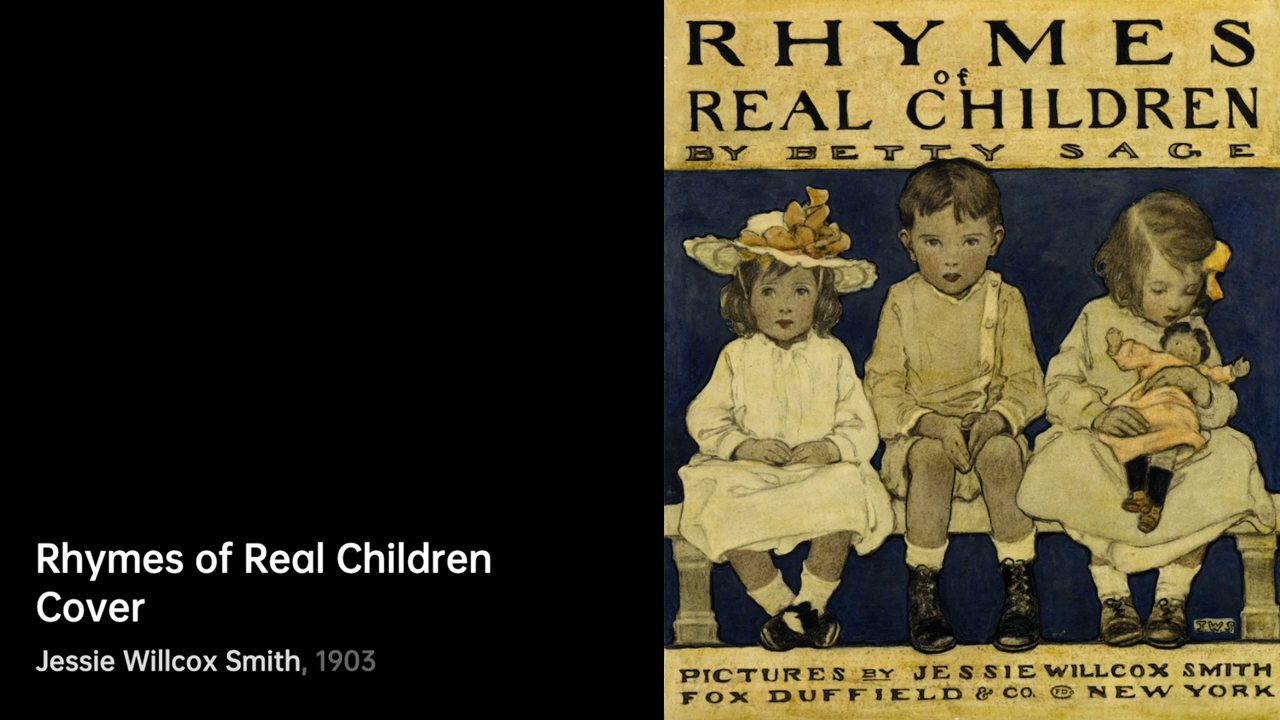 Rhymes of Real Children
Cover
Jessie Willcox Smith, 1903
RHYMES
of
REAL CHILDREN
BY BETTY SAGE
JWS
PICTURES BY JESSIE WILLCOX SMITH
FOX DUFFIELD & CO. FD NEW YORK